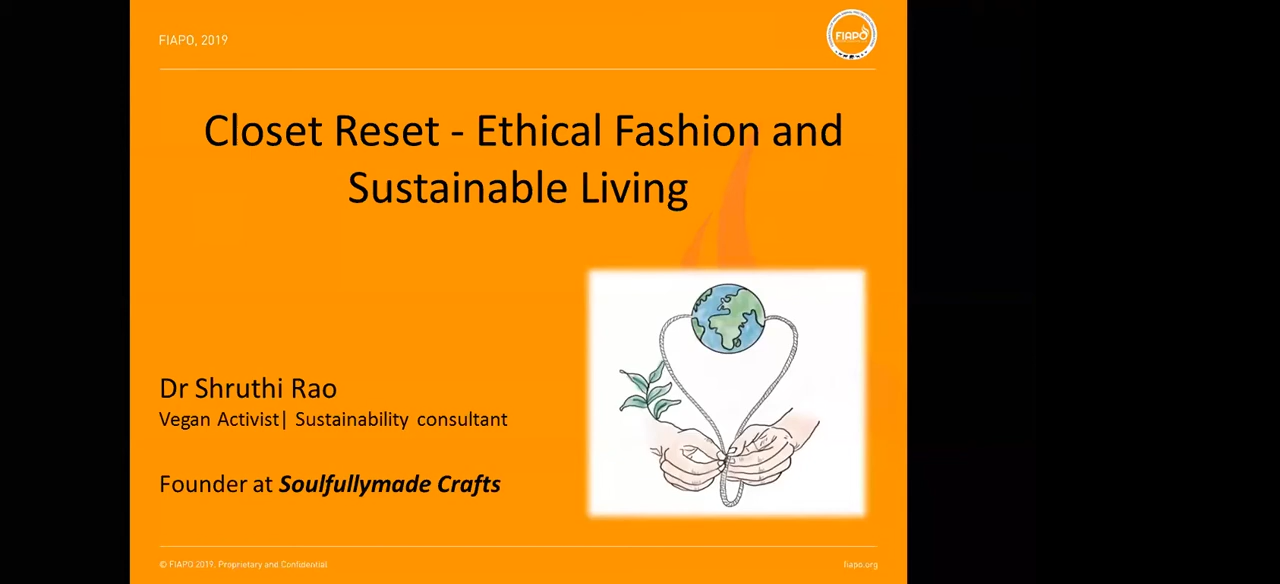 FIAPO, 2019
FIAPO
Closet Reset - Ethical Fashion and
Sustainable Living
Dr Shruthi Rao
Vegan Activist| Sustainability consultant
Founder at Soulfullymade Crafts
© FIAPO 2019. Proprietary and Confidential
fiapo.org